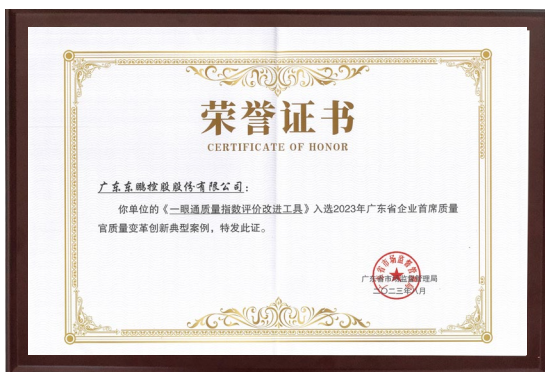 荣誉证书
CERTIFICATE OF HONOR
广东东鹏控股股份有限公司：
你单位的《一眼通质量指数评价改进工具》入选2023年广东省企业首席质量
官质量变革创新典型案例，特发此证。
广东省市场监督管理局
二〇二三年八月